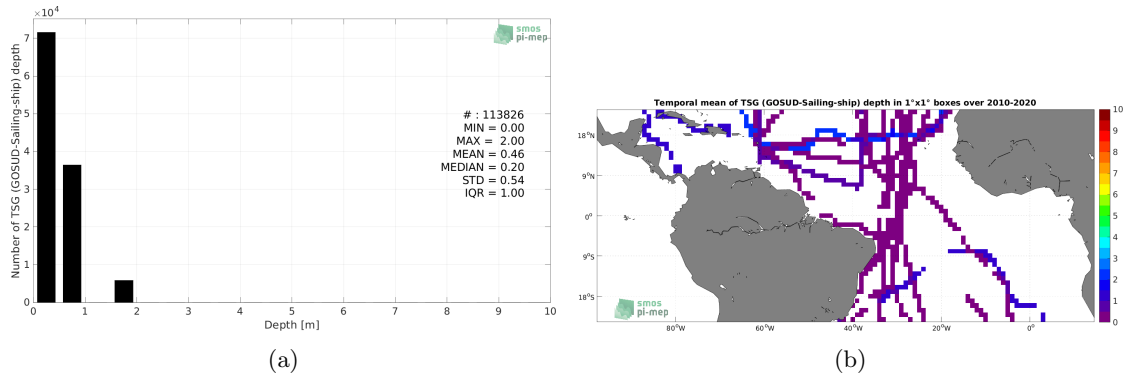 ×10⁴
7
6
5
4
3
2
1
0
Number of TSG (GOSUD-Sailing-ship) depth
0 1 2 3 4 5 6 7 8 9 10
Depth [m]
smos
pi-mep
# : 113826
MIN = 0.00
MAX = 2.00
MEAN = 0.46
MEDIAN = 0.20
STD = 0.54
IQR = 1.00
(a)
Temporal mean of TSG (GOSUD-Sailing-ship) depth in 1°x1° boxes over 2010-2020
18°N
9°N
0°
9°S
18°S
80°W 60°W 40°W 20°W 0°
smos
pi-mep
10
9
8
7
6
5
4
3
2
1
0
(b)